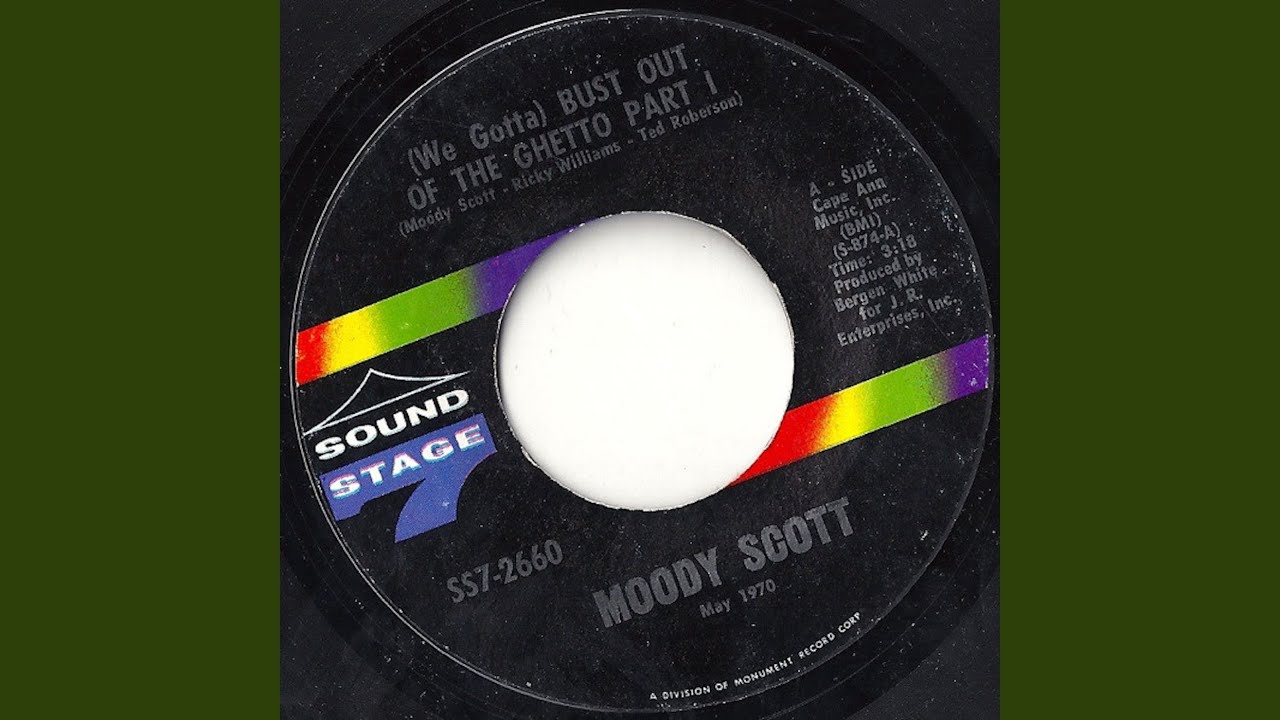 (We Gotta) BUST OUT
OF THE GHETTO PART I
(Moody Scott - Ricky Williams - Ted Roberson)
A - SIDE
Cape Ann
Music, Inc.
(BMI)
(S-874-A)
Time: 3:18
Produced by
Bergen White
for J.R.
Enterprises, Inc.
SOUND
STAGE
7
SS7-2660
MOODY SCOTT
May 1970
A DIVISION OF MONUMENT RECORD CORP